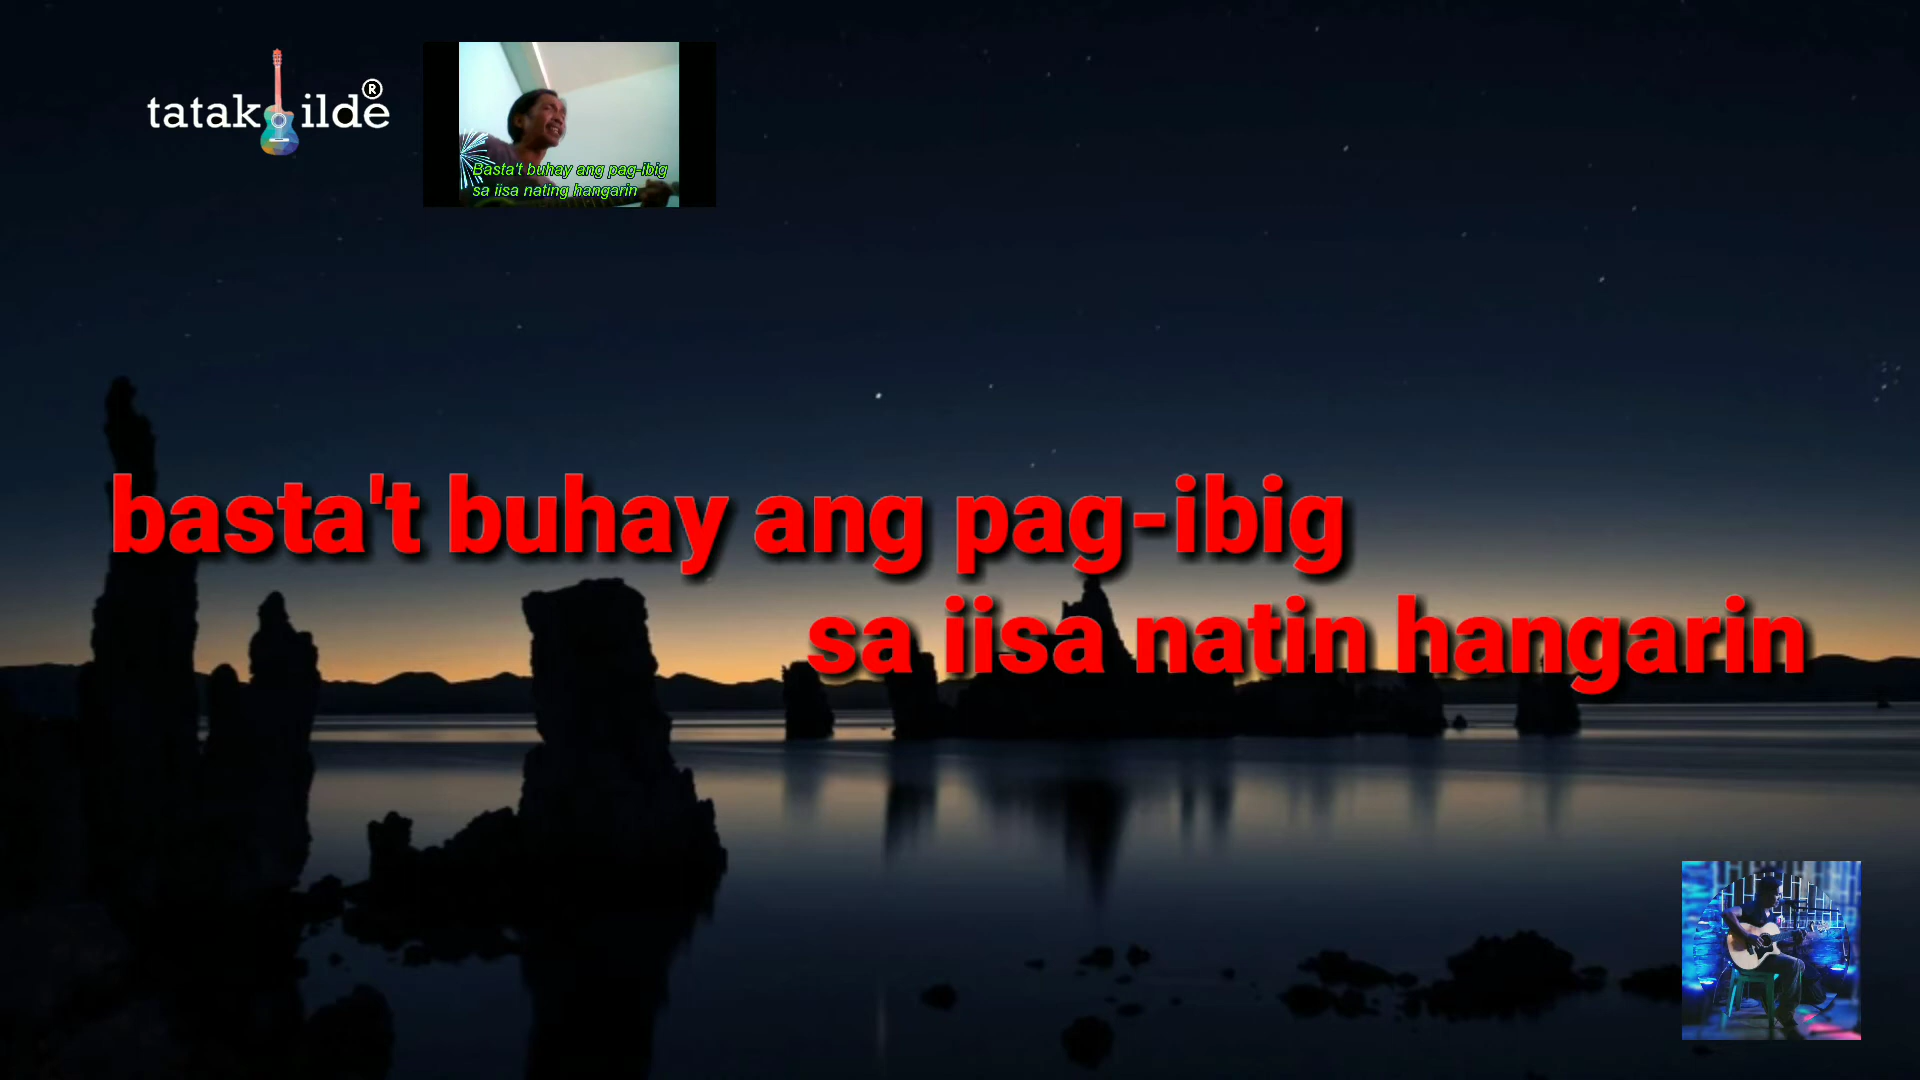 tatak ilde ®
Basta't buhay ang pag-ibig
sa iisa nating hangarin
basta't buhay ang pag-ibig
sa iisa natin hangarin